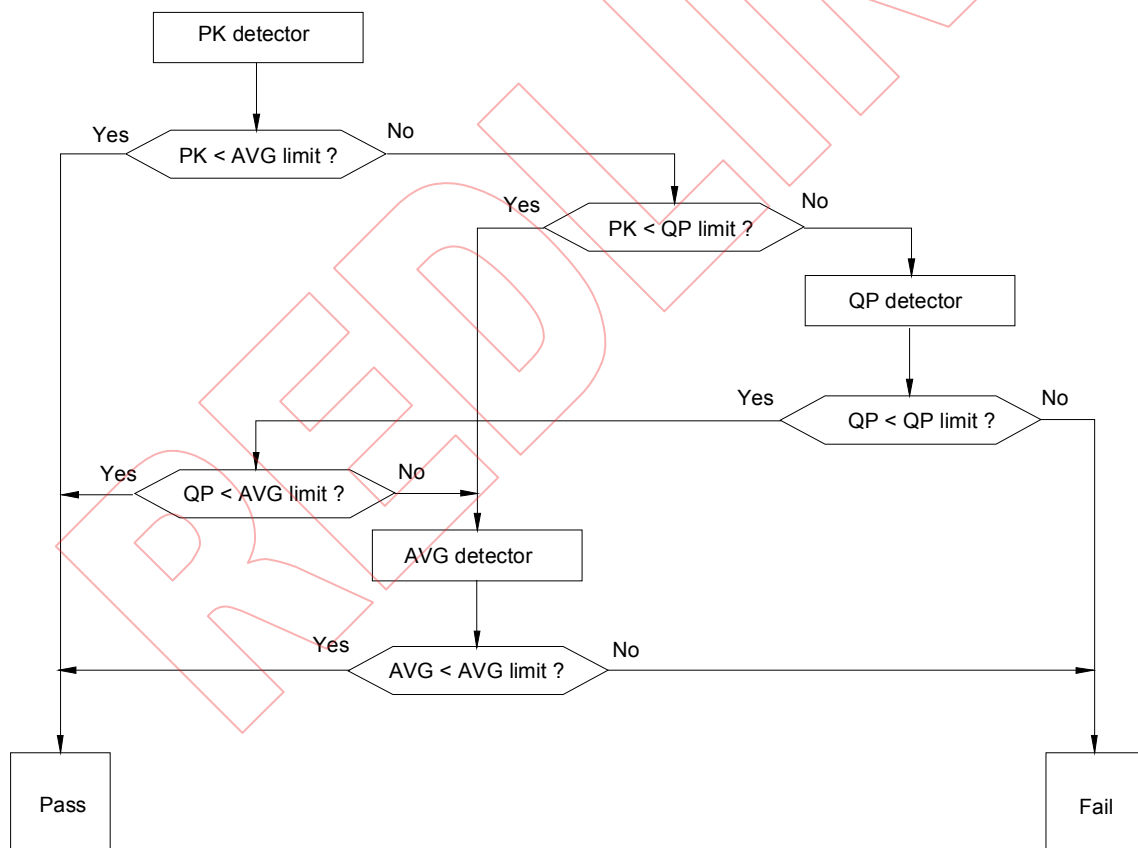 PK detector
Yes
No
PK < AVG limit ?
Yes
No
PK < QP limit ?
QP detector
Yes
No
QP < QP limit ?
Yes
No
QP < AVG limit ?
AVG detector
Yes
No
AVG < AVG limit ?
Pass
Fail
REDLIN